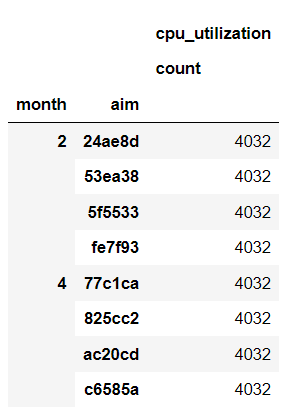 cpu_utilization
count
month aim
2 24ae8d 4032
53ea38 4032
5f5533 4032
fe7f93 4032
4 77c1ca 4032
825cc2 4032
ac20cd 4032
c6585a 4032